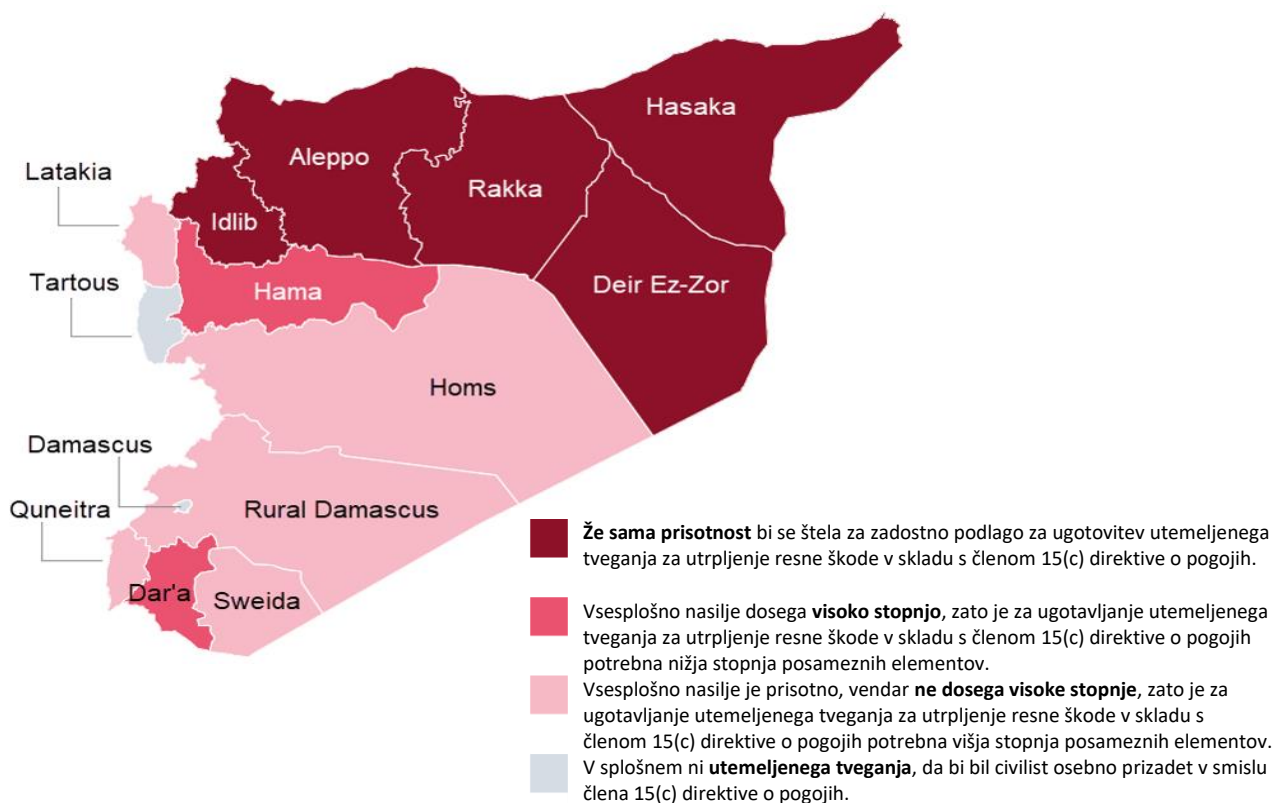 Hasaka
Aleppo
Latakia
Rakka
Idlib
Tartous
Deir Ez-Zor
Hama
Homs
Damascus
Quneitra
Rural Damascus
Dar'a
Sweida
Že sama prisotnost bi se štela za zadostno podlago za ugotovitev utemeljenega
tveganja za utrpljenje resne škode v skladu s členom 15(c) direktive o pogojih.
Vsesplošno nasilje dosega visoko stopnjo, zato je za ugotavljanje utemeljenega
tveganja za utrpljenje resne škode v skladu s členom 15(c) direktive o pogojih
potrebna nižja stopnja posameznih elementov.
Vsesplošno nasilje je prisotno, vendar ne dosega visoke stopnje, zato je za
ugotavljanje utemeljenega tveganja za utrpljenje resne škode v skladu s
členom 15(c) direktive o pogojih potrebna višja stopnja posameznih elementov.
V splošnem ni utemeljenega tveganja, da bi bil civilist osebno prizadet v smislu
člena 15(c) direktive o pogojih.